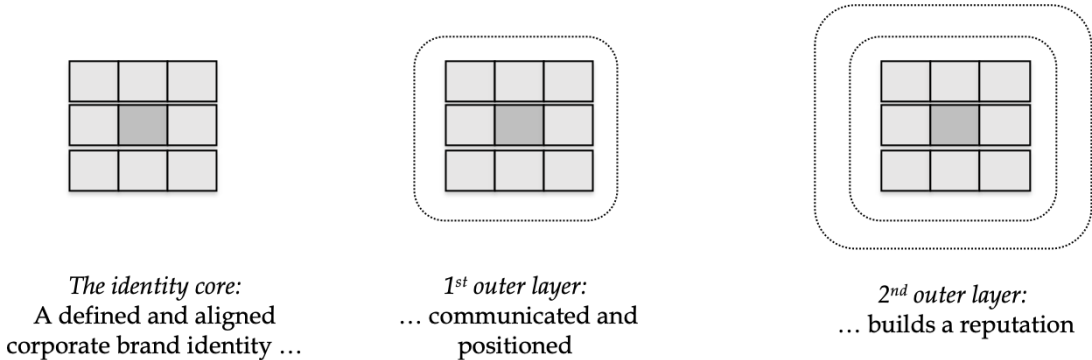 The identity core:
A defined and aligned
corporate brand identity …
1st outer layer:
… communicated and
positioned
2nd outer layer:
… builds a reputation